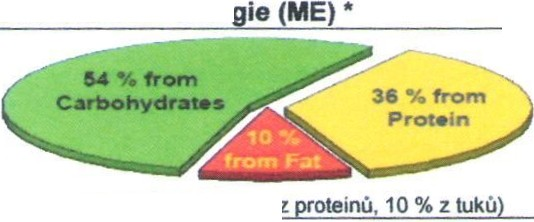 gie (ME) *
54 % from
Carbohydrates
36 % from
Protein
10 %
from Fat
z proteinů, 10 % z tuků)